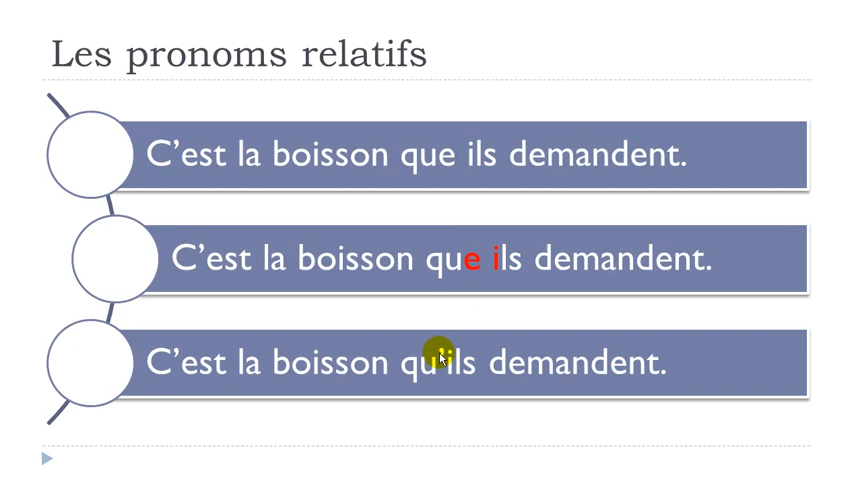 Les pronoms relatifs
C’est la boisson que ils demandent.
C’est la boisson que ils demandent.
C’est la boisson qu’ils demandent.